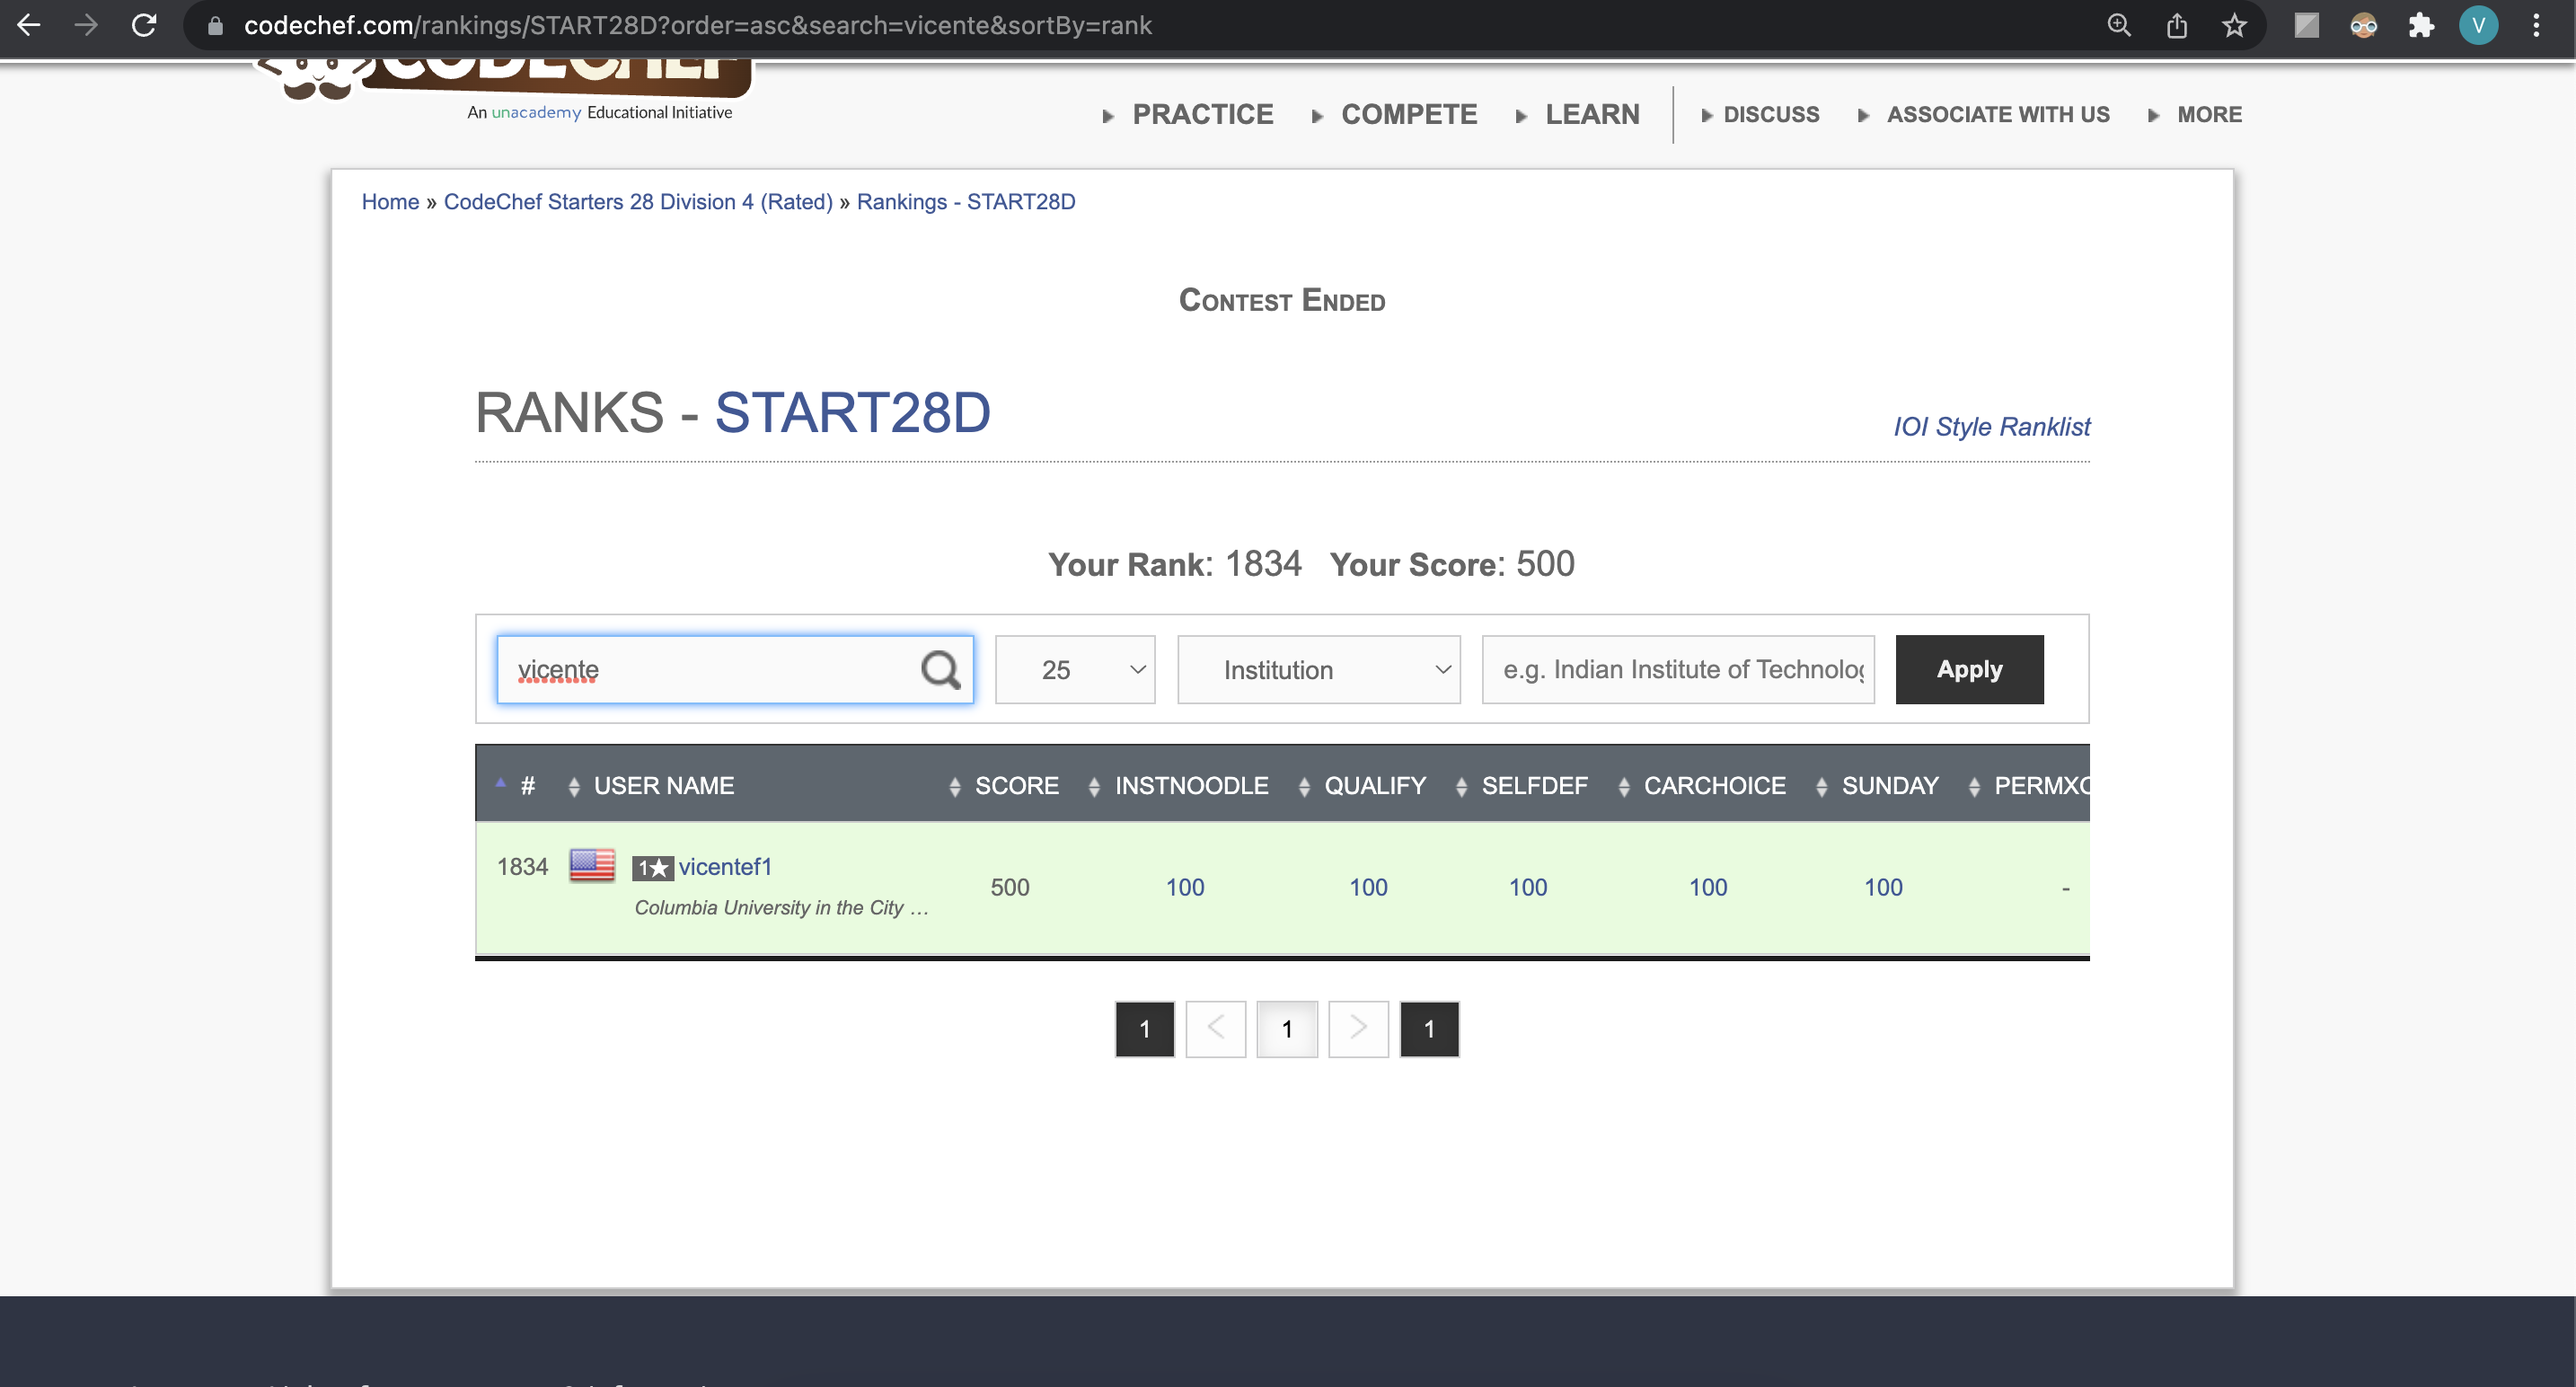 codechef.com/rankings/START28D?order=asc&search=vicente&sortBy=rank
V
CODECHEF
An unacademy Educational Initiative
PRACTICE COMPETE LEARN DISCUSS ASSOCIATE WITH US MORE
Home » CodeChef Starters 28 Division 4 (Rated) » Rankings - START28D
CONTEST ENDED
RANKS - START28D
IOI Style Ranklist
Your Rank: 1834 Your Score: 500
vicente 25 Institution e.g. Indian Institute of Technolog Apply
# USER NAME SCORE INSTNOODLE QUALIFY SELFDEF CARCHOICE SUNDAY PERMXO
1834 1★ vicentef1 500 100 100 100 100 100 -
Columbia University in the City …
1 < 1 > 1